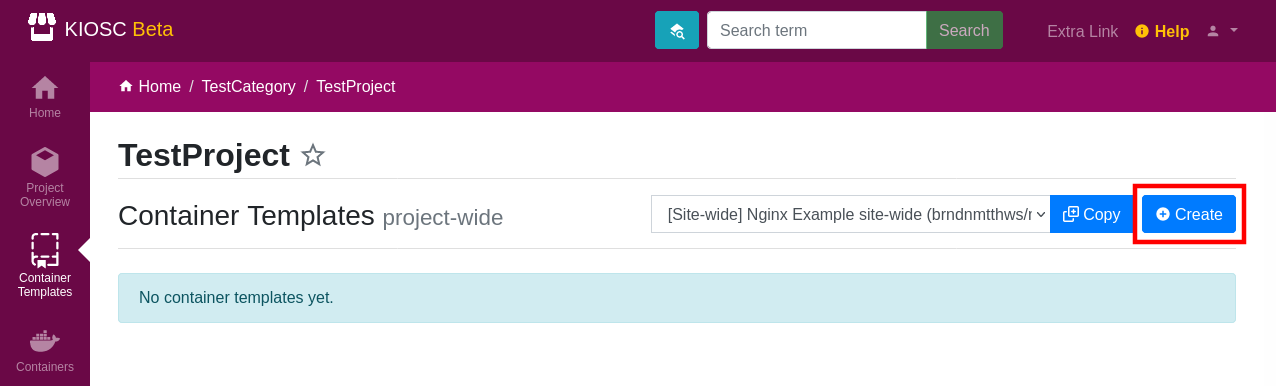 KIOSC Beta
Search term
Search
Extra Link
Help
Home / TestCategory / TestProject
Home
Project
Overview
Container
Templates
Containers
TestProject
Container Templates project-wide
[Site-wide] Nginx Example site-wide (brndnmtthws/r
Copy
Create
No container templates yet.